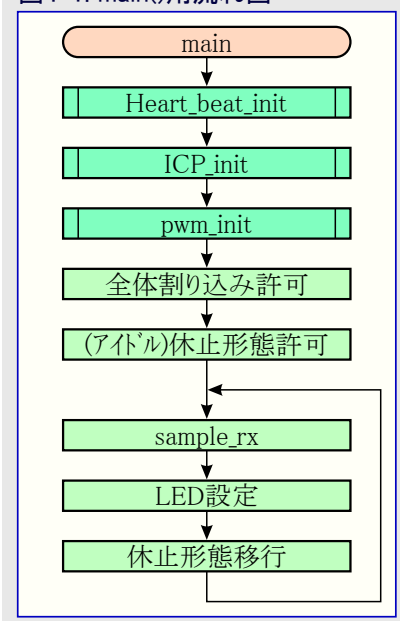 main
Heart_beat_init
ICP_init
pwm_init
全体割り込み許可
(アイドル)休止形態許可
sample_rx
LED設定
休止形態移行